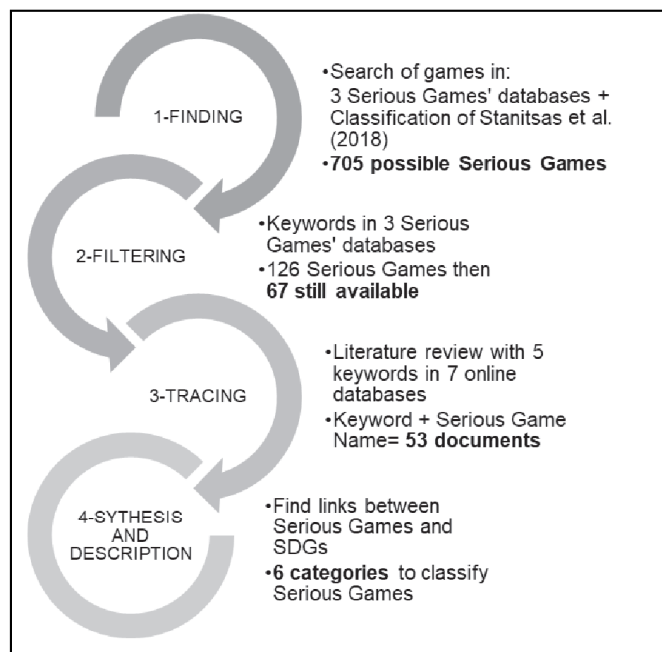 1-FINDING
•Search of games in:
3 Serious Games' databases +
Classification of Stanitsas et al.
(2018)
•705 possible Serious Games
2-FILTERING
•Keywords in 3 Serious
Games' databases
•126 Serious Games then
67 still available
3-TRACING
•Literature review with 5
keywords in 7 online
databases
•Keyword + Serious Game
Name= 53 documents
4-SYTHESIS
AND
DESCRIPTION
•Find links between
Serious Games and
SDGs
•6 categories to classify
Serious Games